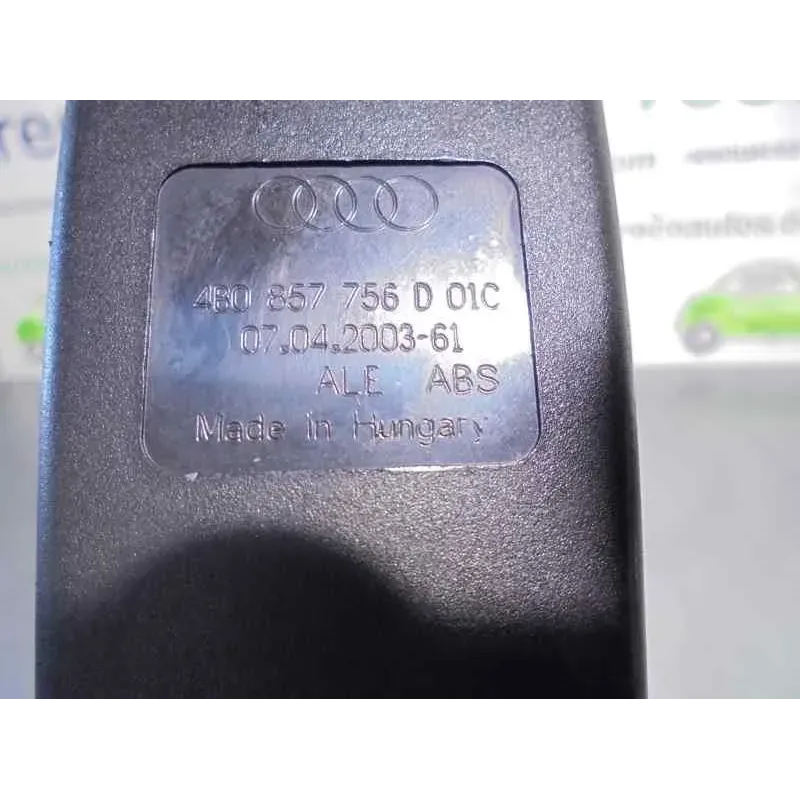 4B0 857 756 D 01C
07.04.2003-61
ALE ABS
Made in Hungary